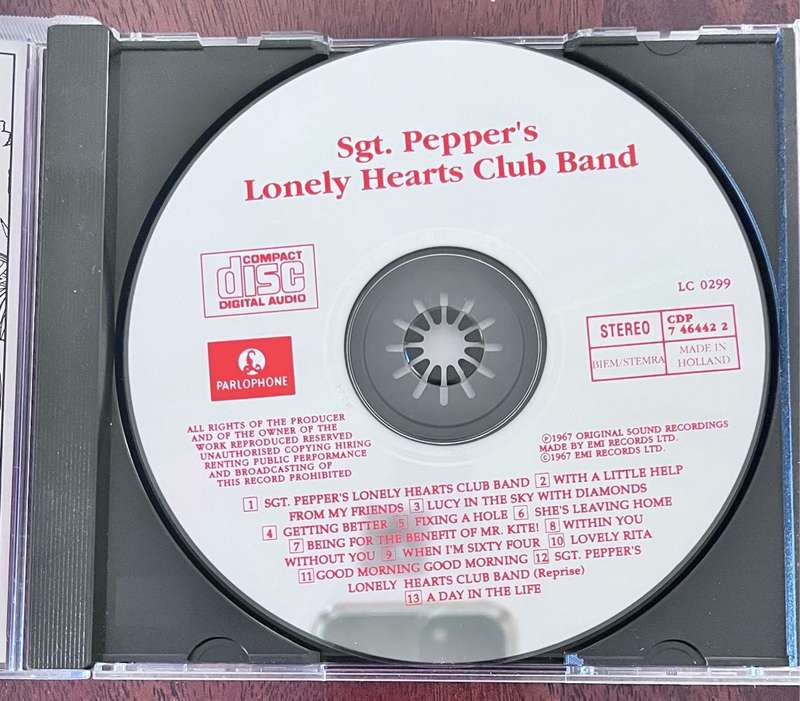 Sgt. Pepper's
Lonely Hearts Club Band
COMPACT
disc
DIGITAL AUDIO
LC 0299
STEREO
CDP
7 46442 2
BIEM/STEMRA
MADE IN
HOLLAND
PARLOPHONE
ALL RIGHTS OF THE PRODUCER
AND OF THE OWNER OF THE
WORK REPRODUCED RESERVED
UNAUTHORISED COPYING HIRING
RENTING PUBLIC PERFORMANCE
AND BROADCASTING OF
THIS RECORD PROHIBITED
℗1967 ORIGINAL SOUND RECORDINGS
MADE BY EMI RECORDS LTD.
©1967 EMI RECORDS LTD.
1 SGT. PEPPER'S LONELY HEARTS CLUB BAND 2 WITH A LITTLE HELP
FROM MY FRIENDS 3 LUCY IN THE SKY WITH DIAMONDS
4 GETTING BETTER 5 FIXING A HOLE 6 SHE'S LEAVING HOME
7 BEING FOR THE BENEFIT OF MR. KITE! 8 WITHIN YOU
WITHOUT YOU 9 WHEN I'M SIXTY FOUR 10 LOVELY RITA
11 GOOD MORNING GOOD MORNING 12 SGT. PEPPER'S
LONELY HEARTS CLUB BAND (Reprise)
13 A DAY IN THE LIFE